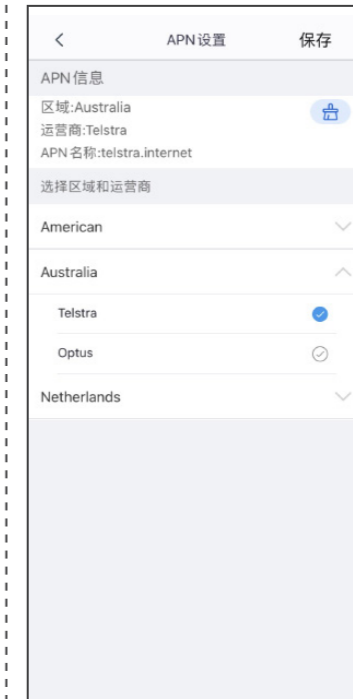 APN设置
保存
APN信息
区域:Australia
运营商:Telstra
APN名称:telstra.internet
选择区域和运营商
American
Australia
Telstra
Optus
Netherlands